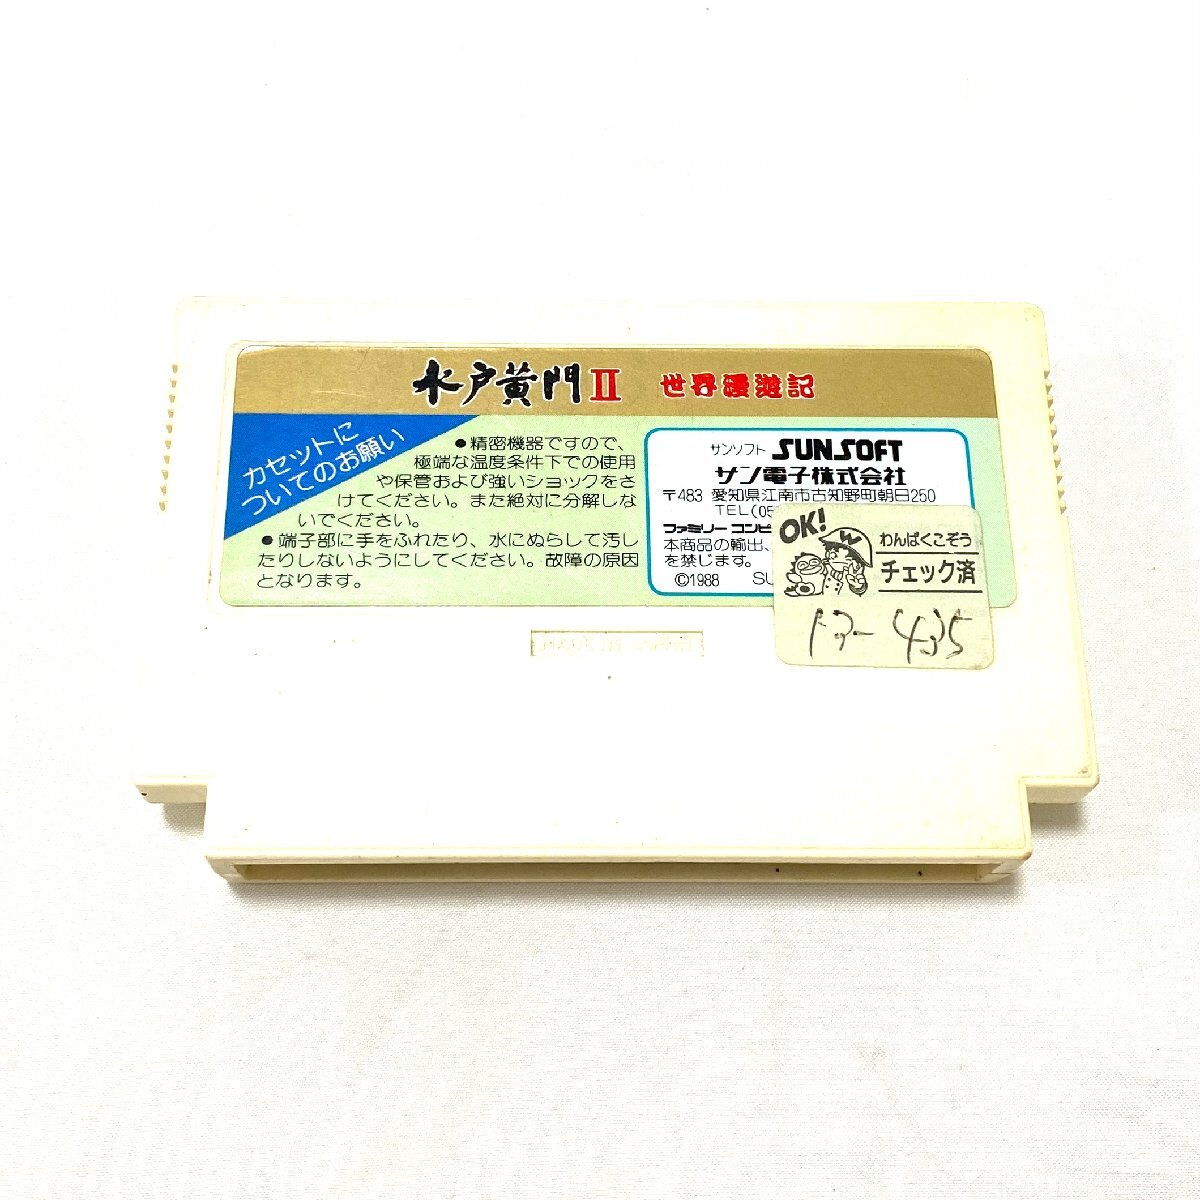 水戸黄門II 世界漫遊記
カセットに
ついてのお願い
●精密機器ですので、
極端な温度条件下での使用
や保管および強いショックをさ
けてください。また絶対に分解しな
いでください。
●端子部に手をふれたり、水にぬらして汚し
たりしないようにしてください。故障の原因
となります。
サンソフト SUNSOFT
サン電子株式会社
〒483 愛知県江南市古知野町朝日250
TEL(05
ファミリーコンピ
本商品の輸出、
を禁じます。
©1988 SU
OK!
W
わんぱくこぞう
チェック済
MADE IN JAPAN